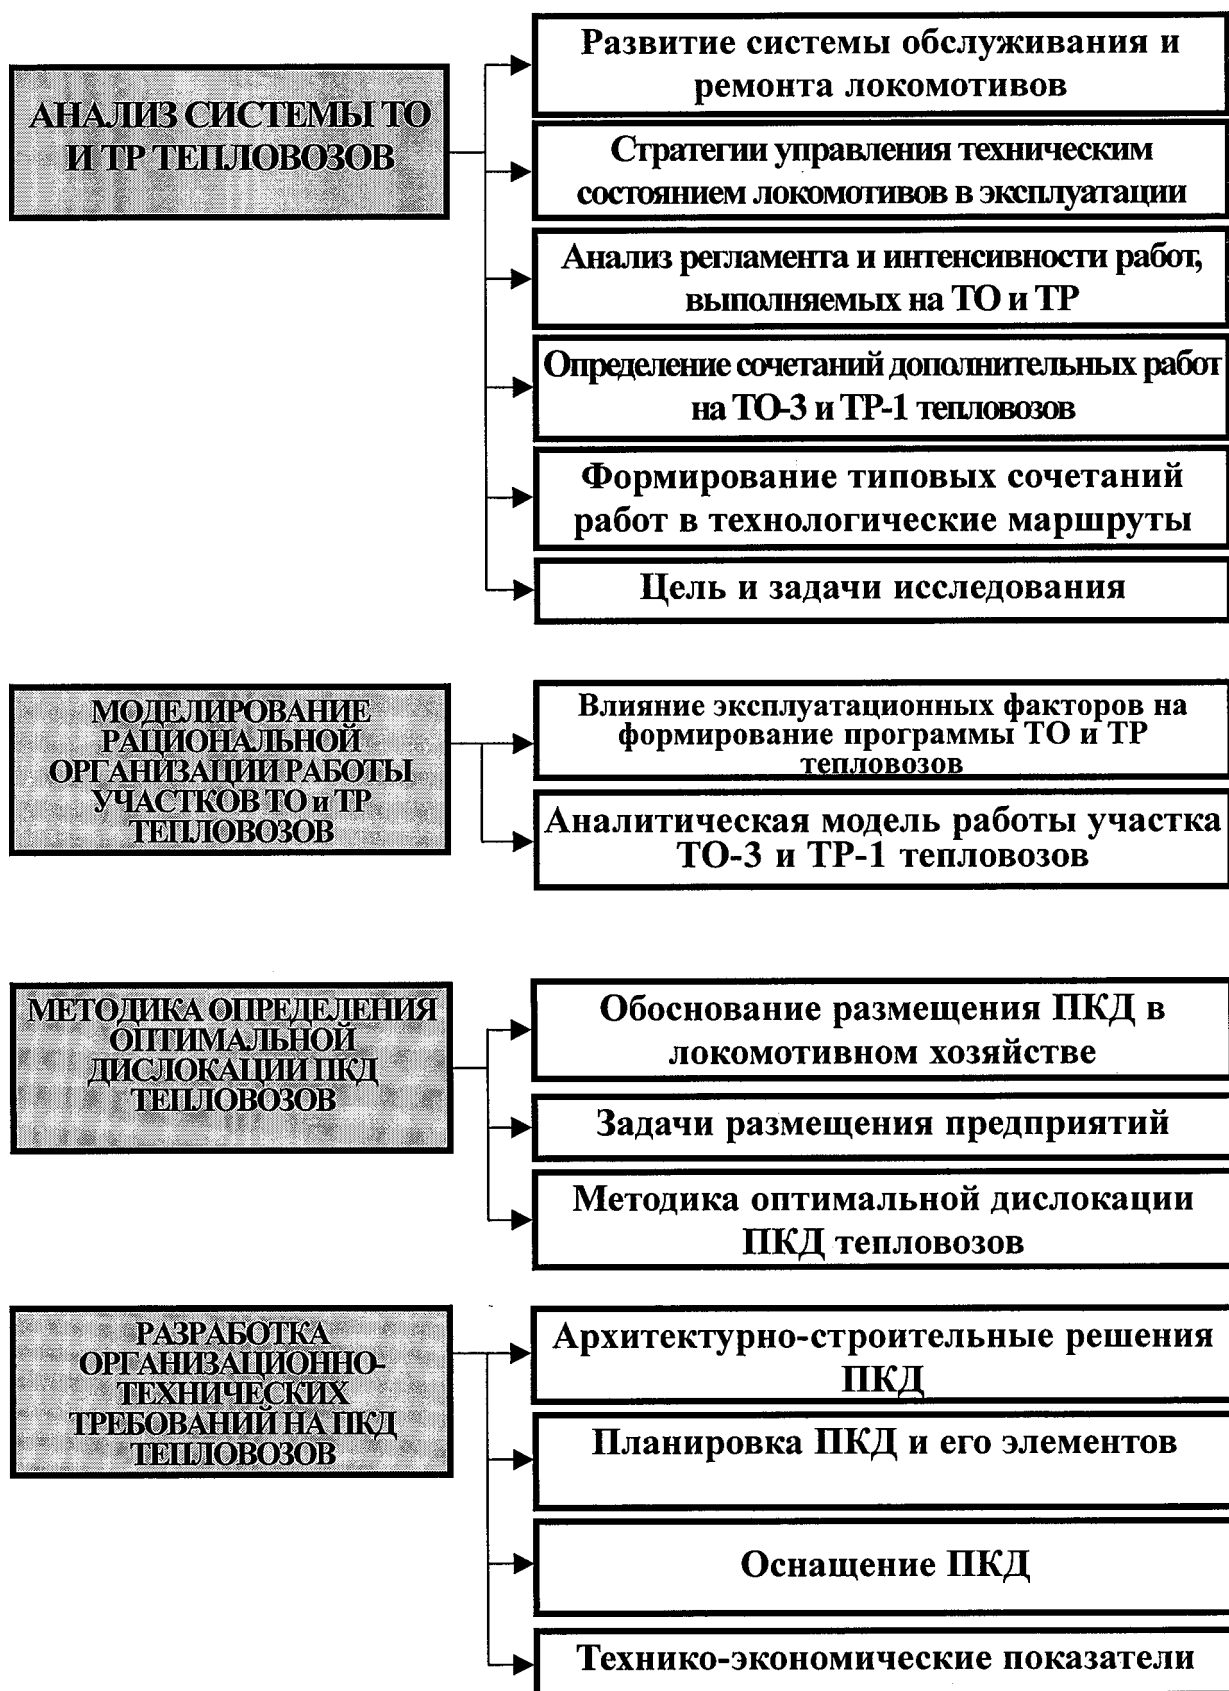 АНАЛИЗ СИСТЕМЫ ТО
И ТР ТЕПЛОВОЗОВ
Развитие системы обслуживания и
ремонта локомотивов
Стратегии управления техническим
состоянием локомотивов в эксплуатации
Анализ регламента и интенсивности работ,
выполняемых на ТО и ТР
Определение сочетаний дополнительных работ
на ТО-3 и ТР-1 тепловозов
Формирование типовых сочетаний
работ в технологические маршруты
Цель и задачи исследования
МОДЕЛИРОВАНИЕ
РАЦИОНАЛЬНОЙ
ОРГАНИЗАЦИИ РАБОТЫ
УЧАСТКОВ ТО и ТР
ТЕПЛОВОЗОВ
Влияние эксплуатационных факторов на
формирование программы ТО и ТР
тепловозов
Аналитическая модель работы участка
ТО-3 и ТР-1 тепловозов
МЕТОДИКА ОПРЕДЕЛЕНИЯ
ОПТИМАЛЬНОЙ
ДИСЛОКАЦИИ ПКД
ТЕПЛОВОЗОВ
Обоснование размещения ПКД в
локомотивном хозяйстве
Задачи размещения предприятий
Методика оптимальной дислокации
ПКД тепловозов
РАЗРАБОТКА
ОРГАНИЗАЦИОННО-
ТЕХНИЧЕСКИХ
ТРЕБОВАНИЙ НА ПКД
ТЕПЛОВОЗОВ
Архитектурно-строительные решения
ПКД
Планировка ПКД и его элементов
Оснащение ПКД
Технико-экономические показатели